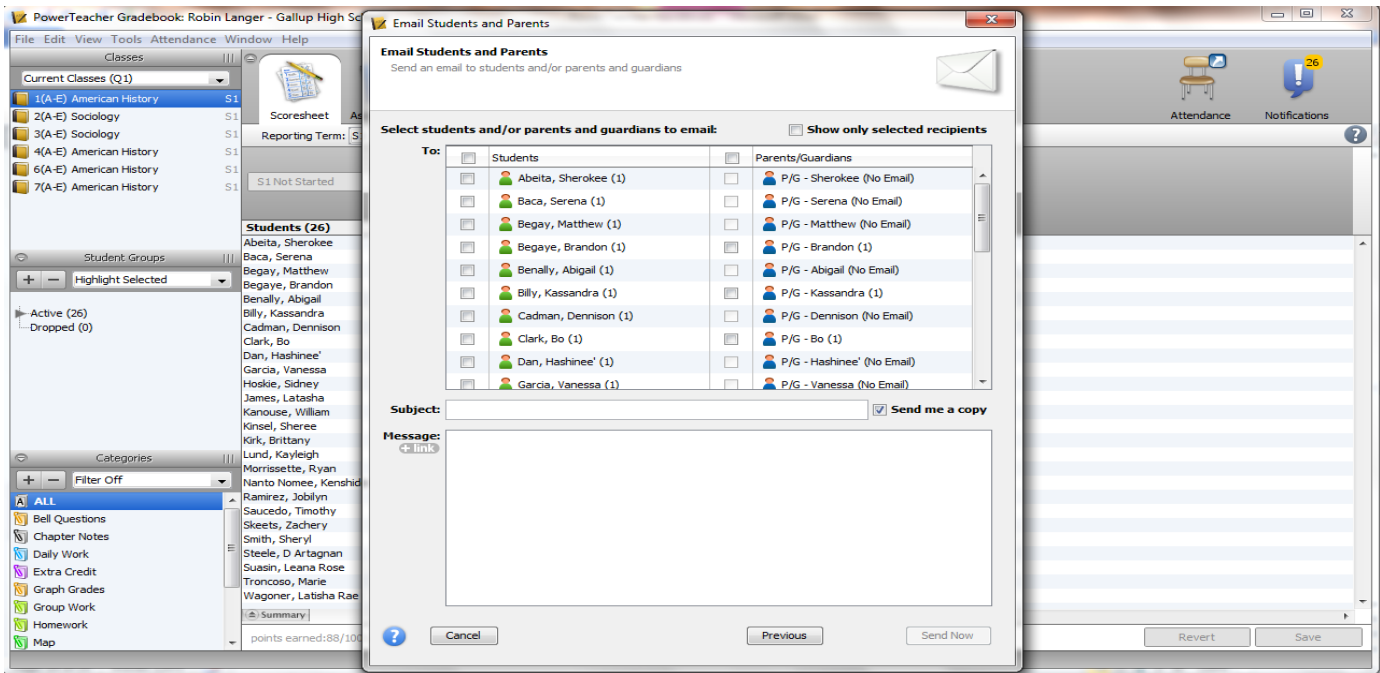 PowerTeacher Gradebook: Robin Langer - Gallup High Sc
File Edit View Tools Attendance Window Help
Classes
Current Classes (Q1)
1(A-E) American History S1
2(A-E) Sociology S1
3(A-E) Sociology S1
4(A-E) American History S1
6(A-E) American History S1
7(A-E) American History S1
Student Groups
Highlight Selected
Active (26)
Dropped (0)
Categories
Filter Off
ALL
Bell Questions
Chapter Notes
Daily Work
Extra Credit
Graph Grades
Group Work
Homework
Map
Scoresheet As
Reporting Term: S
S1 Not Started
Students (26)
Abeita, Sherokee
Baca, Serena
Begay, Matthew
Begaye, Brandon
Benally, Abigail
Billy, Kassandra
Cadman, Dennison
Clark, Bo
Dan, Hashinee'
Garcia, Vanessa
Hoskie, Sidney
James, Latasha
Kanouse, William
Kinsel, Sheree
Kirk, Brittany
Lund, Kayleigh
Morrissette, Ryan
Nanto Nomee, Kenshid
Ramirez, Jobilyn
Saucedo, Timothy
Skeets, Zachery
Smith, Sheryl
Steele, D Artagnan
Suasin, Leana Rose
Troncoso, Marie
Wagoner, Latisha Rae
Summary
points earned:88/100
Email Students and Parents
Email Students and Parents
Send an email to students and/or parents and guardians
Select students and/or parents and guardians to email: Show only selected recipients
To: Students Parents/Guardians
Abeita, Sherokee (1) P/G - Sherokee (No Email)
Baca, Serena (1) P/G - Serena (No Email)
Begay, Matthew (1) P/G - Matthew (No Email)
Begaye, Brandon (1) P/G - Brandon (1)
Benally, Abigail (1) P/G - Abigail (No Email)
Billy, Kassandra (1) P/G - Kassandra (1)
Cadman, Dennison (1) P/G - Dennison (No Email)
Clark, Bo (1) P/G - Bo (1)
Dan, Hashinee' (1) P/G - Hashinee' (No Email)
Garcia, Vanessa (1) P/G - Vanessa (No Email)
Subject: Send me a copy
Message:
+ link
? Cancel Previous Send Now
26
Attendance Notifications
?
Revert Save